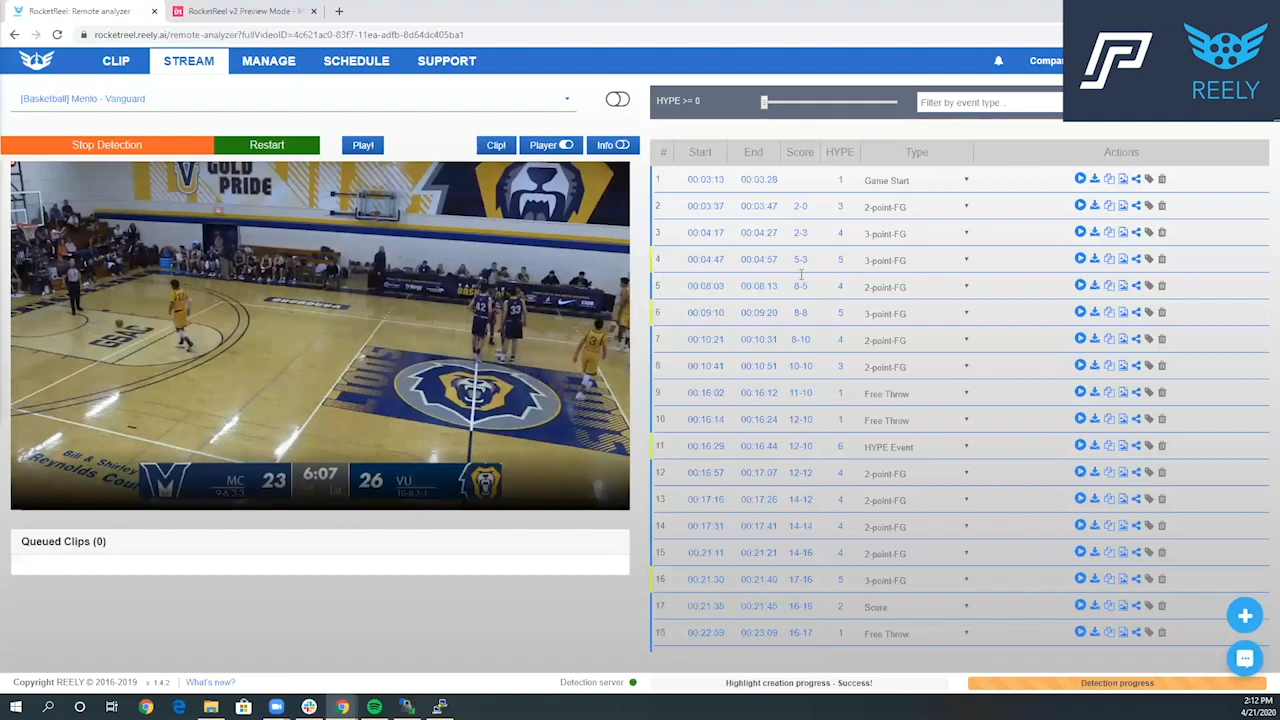 RocketReel: Remote analyzer
RocketReel v2 Preview Mode - In
rocketreel.reely.ai/remote-analyzer?fullVideoID=4c621ac0-83f7-11ea-adfb-8d64dc405ba1
CLIP STREAM MANAGE SCHEDULE SUPPORT Compan
REELY
[Basketball] Menlo - Vanguard
HYPE >= 0
Filter by event type...
Stop Detection Restart Play! Clip! Player Info
# Start End Score HYPE Type Actions
1 00:03:13 00:03:28 1 Game Start
2 00:03:37 00:03:47 2-0 3 2-point-FG
3 00:04:17 00:04:27 2-3 4 3-point-FG
4 00:04:47 00:04:57 5-3 5 3-point-FG
5 00:08:03 00:08:13 8-5 4 2-point-FG
6 00:09:10 00:09:20 8-8 5 3-point-FG
7 00:10:21 00:10:31 8-10 4 2-point-FG
8 00:10:41 00:10:51 10-10 3 2-point-FG
9 00:16:02 00:16:12 11-10 1 Free Throw
10 00:16:14 00:16:24 12-10 1 Free Throw
11 00:16:29 00:16:44 12-10 6 HYPE Event
12 00:16:57 00:17:07 12-12 4 2-point-FG
13 00:17:16 00:17:26 14-12 4 2-point-FG
14 00:17:31 00:17:41 14-14 4 2-point-FG
15 00:21:11 00:21:21 14-16 4 2-point-FG
16 00:21:30 00:21:40 17-16 5 3-point-FG
17 00:21:35 00:21:45 16-16 2 Score
18 00:22:59 00:23:09 16-17 1 Free Throw
GOLD
PRIDE
GSAC
Bill & Shirley
Reynolds Cou
MC 23 6:07 26 VU
1st
Queued Clips (0)
Copyright REELY © 2016-2019 v. 1.4.2 What's new?
Detection server
Highlight creation progress - Success!
Detection progress
2:12 PM
4/21/2020